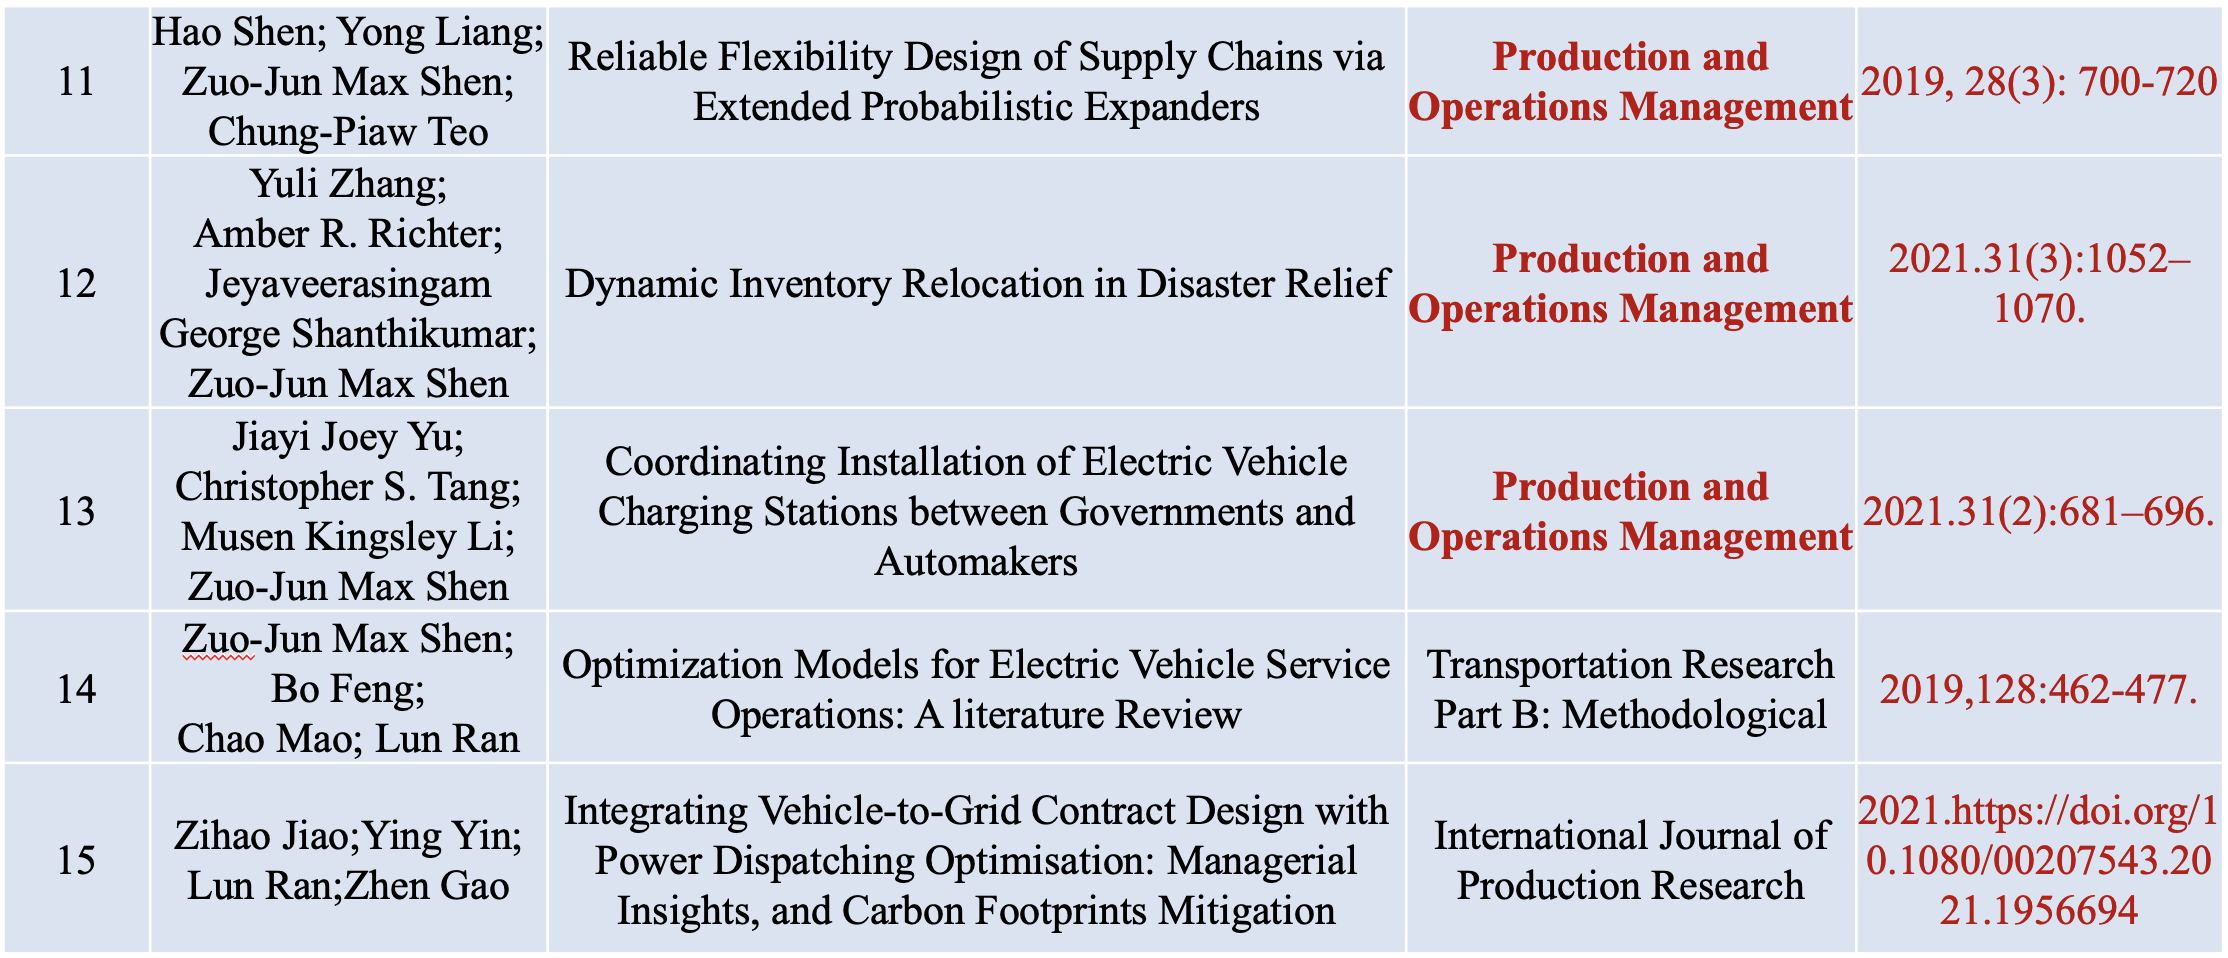 11
Hao Shen; Yong Liang;
Zuo-Jun Max Shen;
Chung-Piaw Teo
Reliable Flexibility Design of Supply Chains via
Extended Probabilistic Expanders
Production and
Operations Management
2019, 28(3): 700-720
12
Yuli Zhang;
Amber R. Richter;
Jeyaveerasingam
George Shanthikumar;
Zuo-Jun Max Shen
Dynamic Inventory Relocation in Disaster Relief
Production and
Operations Management
2021.31(3):1052–
1070.
13
Jiayi Joey Yu;
Christopher S. Tang;
Musen Kingsley Li;
Zuo-Jun Max Shen
Coordinating Installation of Electric Vehicle
Charging Stations between Governments and
Automakers
Production and
Operations Management
2021.31(2):681–696.
14
Zuo-Jun Max Shen;
Bo Feng;
Chao Mao; Lun Ran
Optimization Models for Electric Vehicle Service
Operations: A literature Review
Transportation Research
Part B: Methodological
2019,128:462-477.
15
Zihao Jiao;Ying Yin;
Lun Ran;Zhen Gao
Integrating Vehicle-to-Grid Contract Design with
Power Dispatching Optimisation: Managerial
Insights, and Carbon Footprints Mitigation
International Journal of
Production Research
2021.https://doi.org/1
0.1080/00207543.20
21.1956694